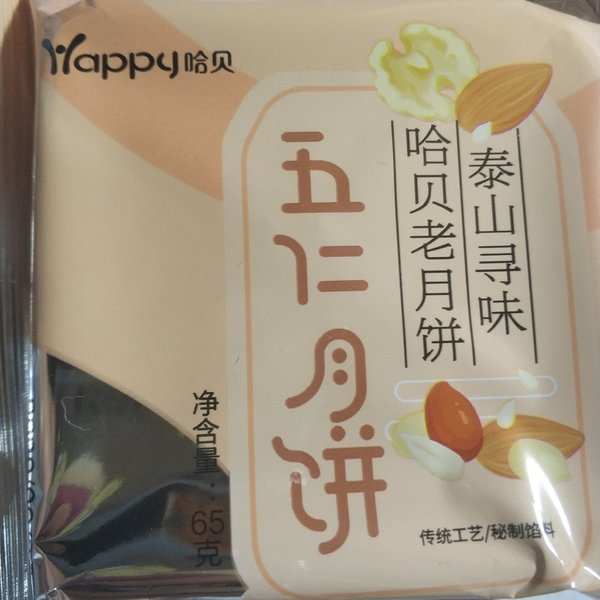 Happy哈贝
泰山寻味
哈贝老月饼
五仁月饼
净含量：65克
传统工艺/秘制馅料